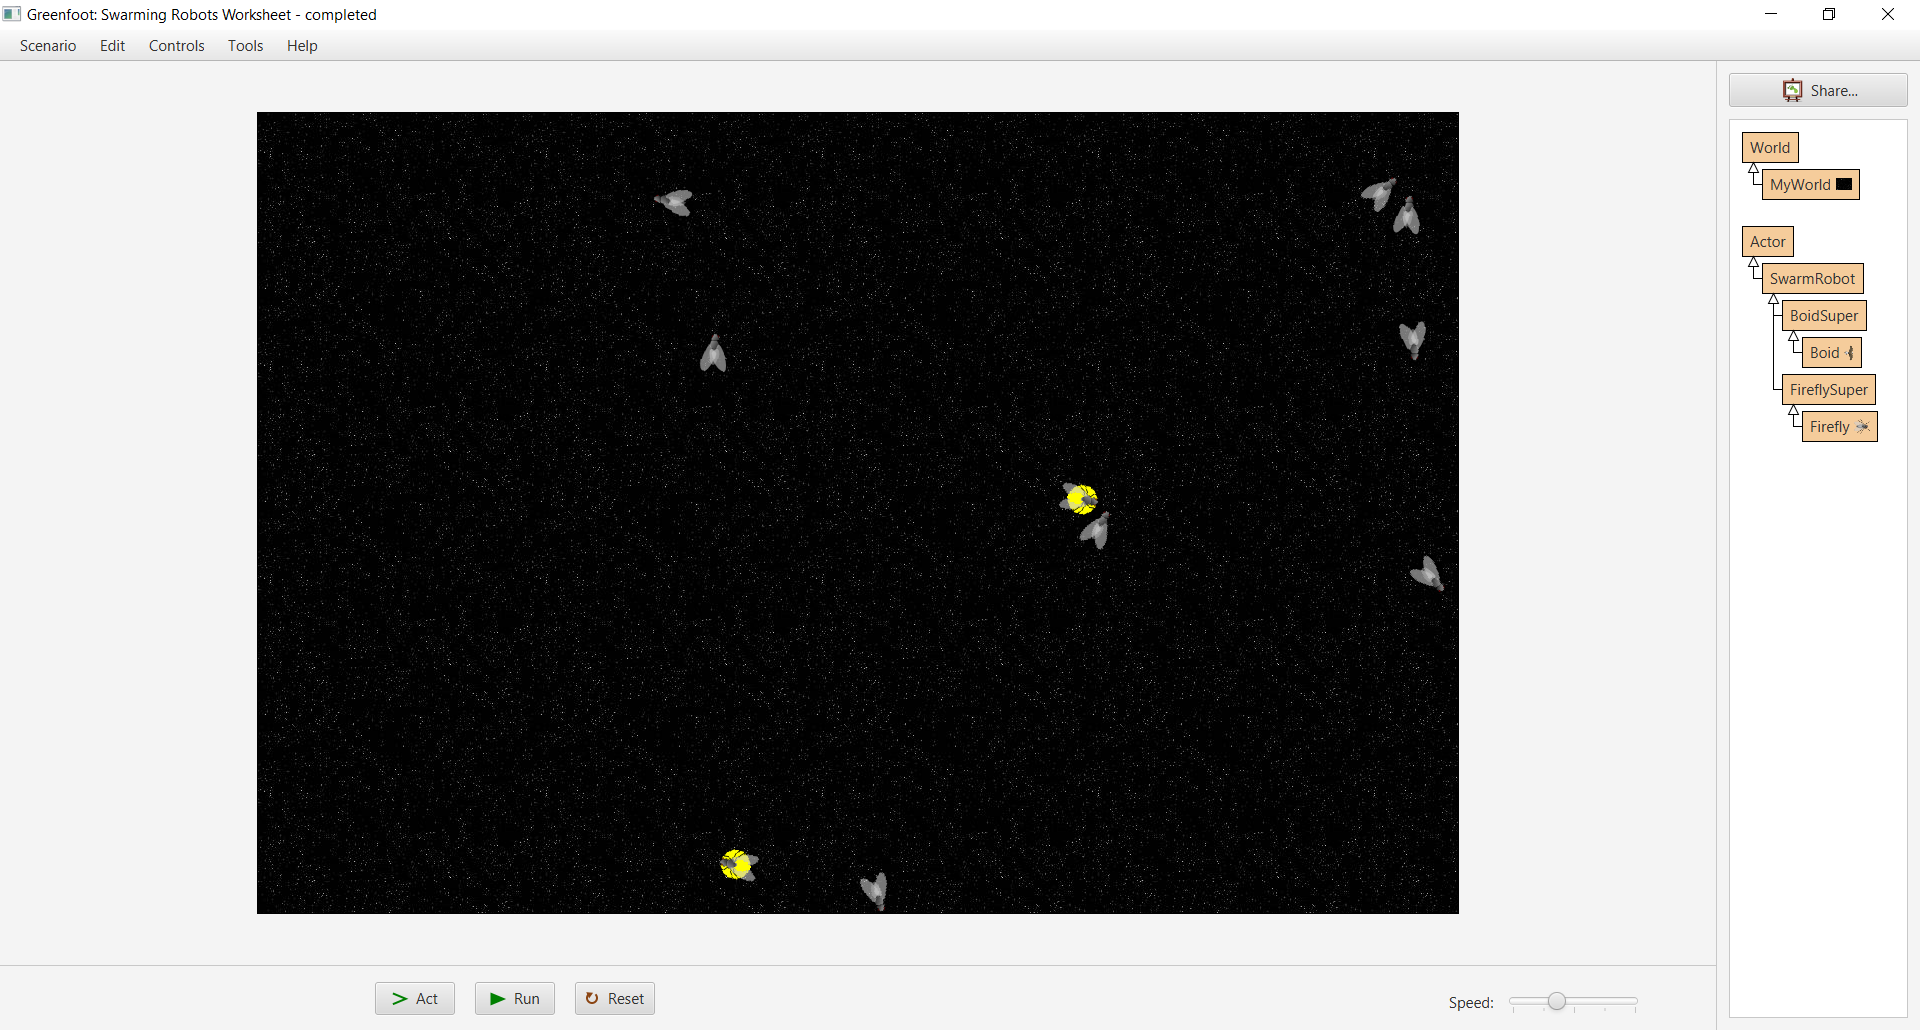 Greenfoot: Swarming Robots Worksheet - completed
Scenario Edit Controls Tools Help
Share...
World
MyWorld
Actor
SwarmRobot
BoidSuper
Boid
FireflySuper
Firefly
Act Run Reset Speed: